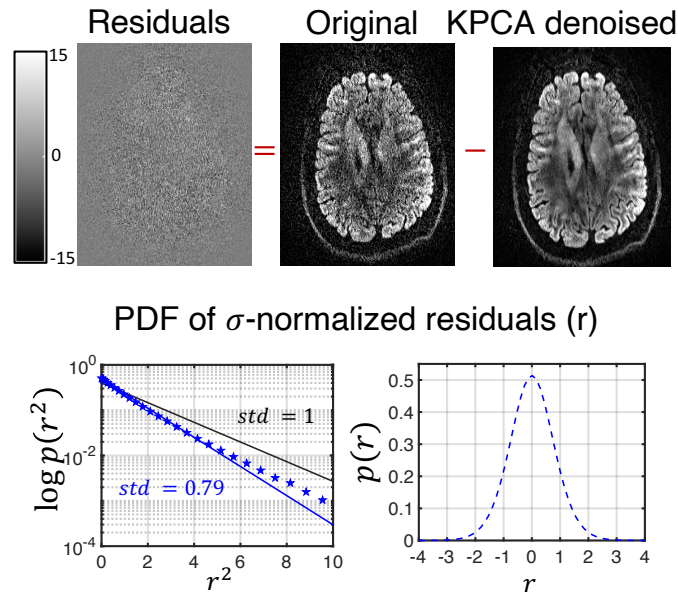 Residuals Original KPCA denoised
15
0
-15
= −
PDF of σ-normalized residuals (r)
log p(r²)
10⁰
10⁻²
10⁻⁴
std = 1
std = 0.79
0 2 4 6 8 10
r²
p(r)
0.5
0.4
0.3
0.2
0.1
0
-4 -3 -2 -1 0 1 2 3 4
r